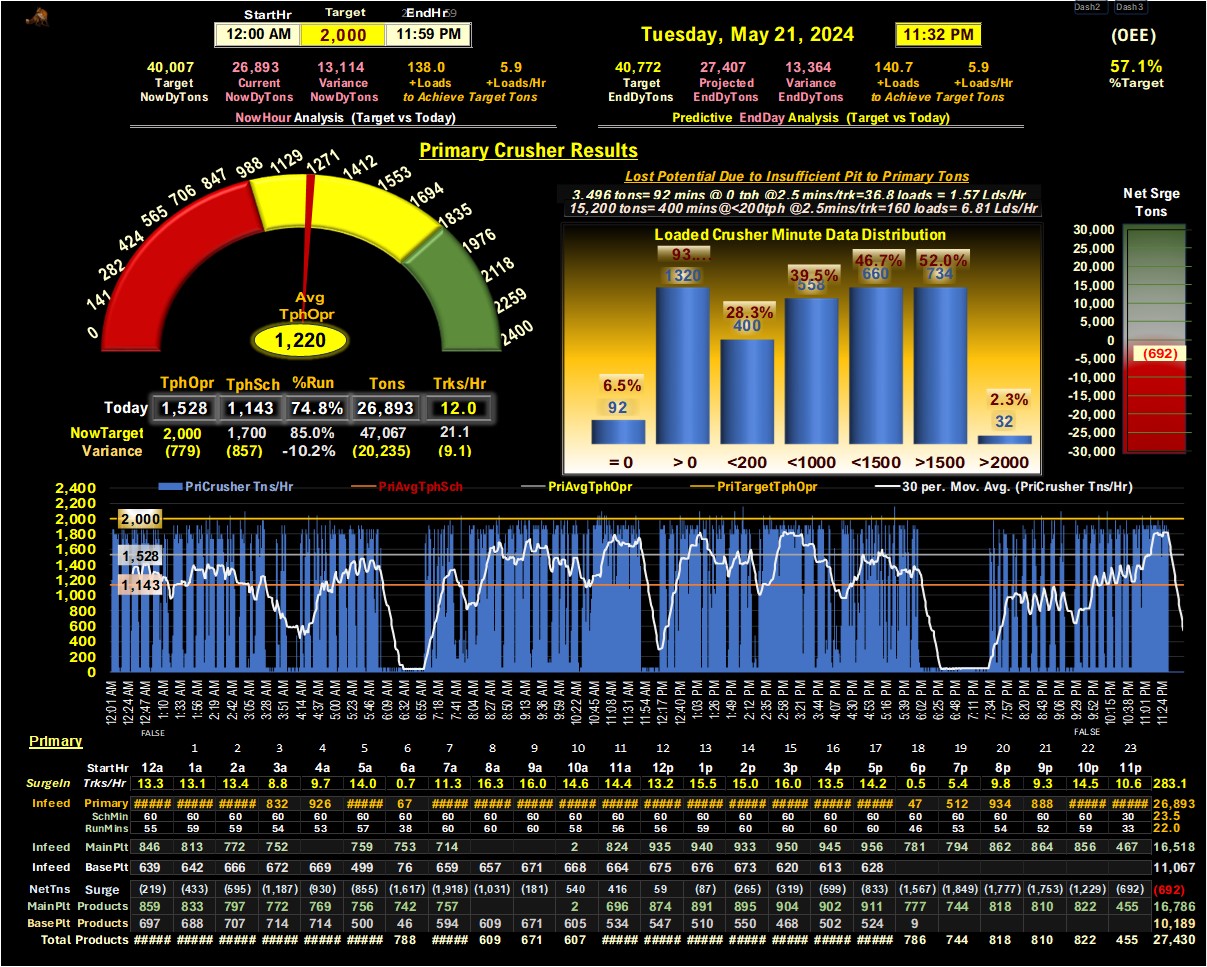 Dash2 Dash3
StartHr Target EndHr
12:00 AM 2,000 11:59 PM
Tuesday, May 21, 2024 11:32 PM (OEE)
40,007 26,893 13,114 138.0 5.9
Target Current Variance +Loads +Loads/Hr
NowDyTons NowDyTons NowDyTons to Achieve Target Tons
NowHour Analysis (Target vs Today)
40,772 27,407 13,364 140.7 5.9
Target Projected Variance +Loads +Loads/Hr
EndDyTons EndDyTons EndDyTons to Achieve Target Tons
Predictive EndDay Analysis (Target vs Today)
57.1%
%Target
Primary Crusher Results
0 141 282 424 565 706 847 988 1129 1271 1412 1553 1694 1835 1976 2118 2259 2400
Avg
TphOpr
1,220
TphOpr TphSch %Run Tons Trks/Hr
Today 1,528 1,143 74.8% 26,893 12.0
NowTarget 2,000 1,700 85.0% 47,067 21.1
Variance (779) (857) -10.2% (20,235) (9.1)
Lost Potential Due to Insufficient Pit to Primary Tons
3,496 tons= 92 mins @ 0 tph @2.5 mins/trk=36.8 loads = 1.57 Lds/Hr
15,200 tons= 400 mins@<200tph @2.5mins/trk=160 loads= 6.81 Lds/Hr
Loaded Crusher Minute Data Distribution
6.5% 93.... 28.3% 39.5% 46.7% 52.0% 2.3%
92 1320 400 558 660 734 32
= 0 > 0 <200 <1000 <1500 >1500 >2000
Net Srge
Tons
30,000
25,000
20,000
15,000
10,000
5,000
0
-5,000
-10,000
-15,000
-20,000
-25,000
-30,000
(692)
PriCrusher Tns/Hr PriAvgTphSch PriAvgTphOpr PriTargetTphOpr 30 per. Mov. Avg. (PriCrusher Tns/Hr)
2,400
2,200
2,000
1,800
1,600
1,400
1,200
1,000
800
600
400
200
0
2,000
1,528
1,143
12:01 AM 12:24 AM 12:47 AM 1:10 AM 1:33 AM 1:56 AM 2:19 AM 2:42 AM 3:05 AM 3:28 AM 3:51 AM 4:14 AM 4:37 AM 5:00 AM 5:23 AM 5:46 AM 6:09 AM 6:32 AM 6:55 AM 7:18 AM 7:41 AM 8:04 AM 8:27 AM 8:50 AM 9:13 AM 9:36 AM 9:59 AM 10:22 AM 10:45 AM 11:08 AM 11:31 AM 11:54 AM 12:17 PM 12:40 PM 1:03 PM 1:26 PM 1:49 PM 2:12 PM 2:35 PM 2:58 PM 3:21 PM 3:44 PM 4:07 PM 4:30 PM 4:53 PM 5:16 PM 5:39 PM 6:02 PM 6:25 PM 6:48 PM 7:11 PM 7:34 PM 7:57 PM 8:20 PM 8:43 PM 9:06 PM 9:29 PM 9:52 PM 10:15 PM 10:38 PM 11:01 PM 11:24 PM
FALSE FALSE
Primary 1 2 3 4 5 6 7 8 9 10 11 12 13 14 15 16 17 18 19 20 21 22 23
StartHr 12a 1a 2a 3a 4a 5a 6a 7a 8a 9a 10a 11a 12p 1p 2p 3p 4p 5p 6p 7p 8p 9p 10p 11p
SurgeIn Trks/Hr 13.3 13.1 13.4 8.8 9.7 14.0 0.7 11.3 16.3 16.0 14.6 14.4 13.2 15.5 15.0 16.0 13.5 14.2 0.5 5.4 9.8 9.3 14.5 10.6 283.1
Infeed Primary ##### ##### ##### 832 926 ##### 67 ##### ##### ##### ##### ##### ##### ##### ##### ##### ##### ##### 47 512 934 888 ##### ##### 26,893
SchMin 60 60 60 60 60 60 60 60 60 60 60 60 60 60 60 60 60 60 60 60 60 60 60 30 23.5
RunMins 55 59 59 54 53 57 38 60 60 60 58 56 56 59 60 60 60 60 46 53 54 52 59 33 22.0
Infeed MainPlt 846 813 772 752 759 753 714 2 824 935 940 933 950 945 956 781 794 862 864 856 467 16,518
Infeed BasePlt 639 642 666 672 669 499 76 659 657 671 668 664 675 676 673 620 613 628 11,067
NetTns Surge (219) (433) (595) (1,187) (930) (855) (1,617) (1,918) (1,031) (181) 540 416 59 (87) (265) (319) (599) (833) (1,567) (1,849) (1,777) (1,753) (1,229) (692) (692)
MainPlt Products 859 833 797 772 769 756 742 757 2 696 874 891 895 904 902 911 777 744 818 810 822 455 16,786
BasePlt Products 697 688 707 714 714 500 46 594 609 671 605 534 547 510 550 468 502 524 9 10,189
Total Products ##### ##### ##### ##### ##### ##### 788 ##### 609 671 607 ##### ##### ##### ##### ##### ##### ##### 786 744 818 810 822 455 27,430